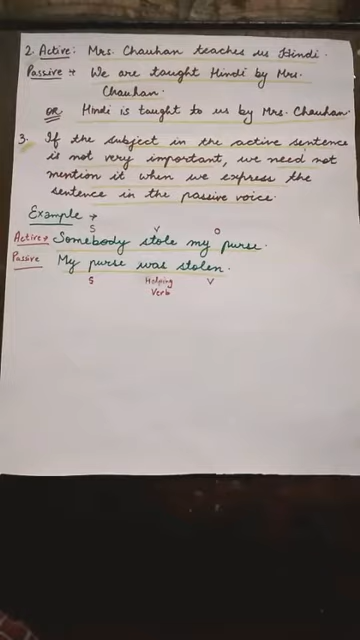 2. Active: Mrs. Chauhan teaches us Hindi.
Passive → We are taught Hindi by Mrs.
Chauhan.
OR Hindi is taught to us by Mrs. Chauhan.
3. If the subject in the active sentence
is not very important, we need not
mention it when we express the
sentence in the passive voice.
Example →
S V O
Active → Somebody stole my purse.
Passive My purse was stolen.
S Helping V
Verb